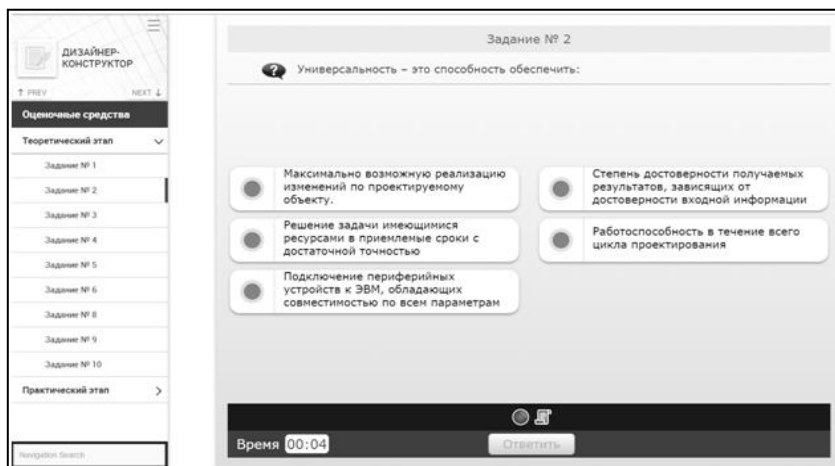 ДИЗАЙНЕР-
КОНСТРУКТОР
↑ PREV
NEXT ↓
Оценочные средства
Теоретический этап
Задание № 1
Задание № 2
Задание № 3
Задание № 4
Задание № 5
Задание № 6
Задание № 8
Задание № 9
Задание № 10
Практический этап
Navigation Search
Задание № 2
Универсальность – это способность обеспечить:
Максимально возможную реализацию
изменений по проектируемому
объекту.
Степень достоверности получаемых
результатов, зависящих от
достоверности входной информации
Решение задачи имеющимися
ресурсами в приемлемые сроки с
достаточной точностью
Работоспособность в течение всего
цикла проектирования
Подключение периферийных
устройств к ЭВМ, обладающих
совместимостью по всем параметрам
Время 00:04
Ответить